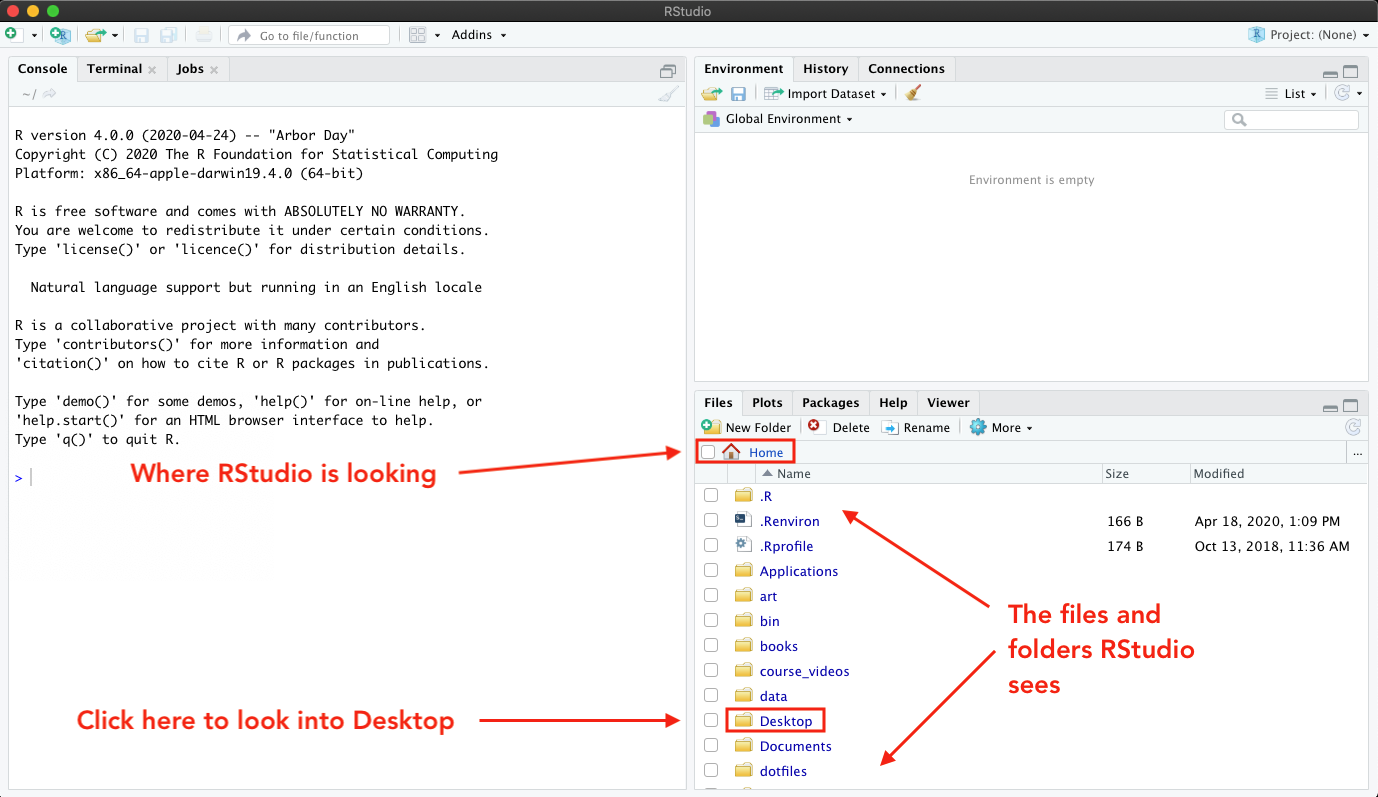 RStudio
Go to file/function
Addins
Project: (None)
Console Terminal Jobs
~/
R version 4.0.0 (2020-04-24) -- "Arbor Day"
Copyright (C) 2020 The R Foundation for Statistical Computing
Platform: x86_64-apple-darwin19.4.0 (64-bit)
R is free software and comes with ABSOLUTELY NO WARRANTY.
You are welcome to redistribute it under certain conditions.
Type 'license()' or 'licence()' for distribution details.
Natural language support but running in an English locale
R is a collaborative project with many contributors.
Type 'contributors()' for more information and
'citation()' on how to cite R or R packages in publications.
Type 'demo()' for some demos, 'help()' for on-line help, or
'help.start()' for an HTML browser interface to help.
Type 'q()' to quit R.
>
Where RStudio is looking
Click here to look into Desktop
Environment History Connections
Import Dataset
List
Global Environment
Environment is empty
Files Plots Packages Help Viewer
New Folder Delete Rename More
Home
...
Name Size Modified
.R
.Renviron 166 B Apr 18, 2020, 1:09 PM
.Rprofile 174 B Oct 13, 2018, 11:36 AM
Applications
art
bin
books
course_videos
data
Desktop
Documents
dotfiles
The files and
folders RStudio
sees